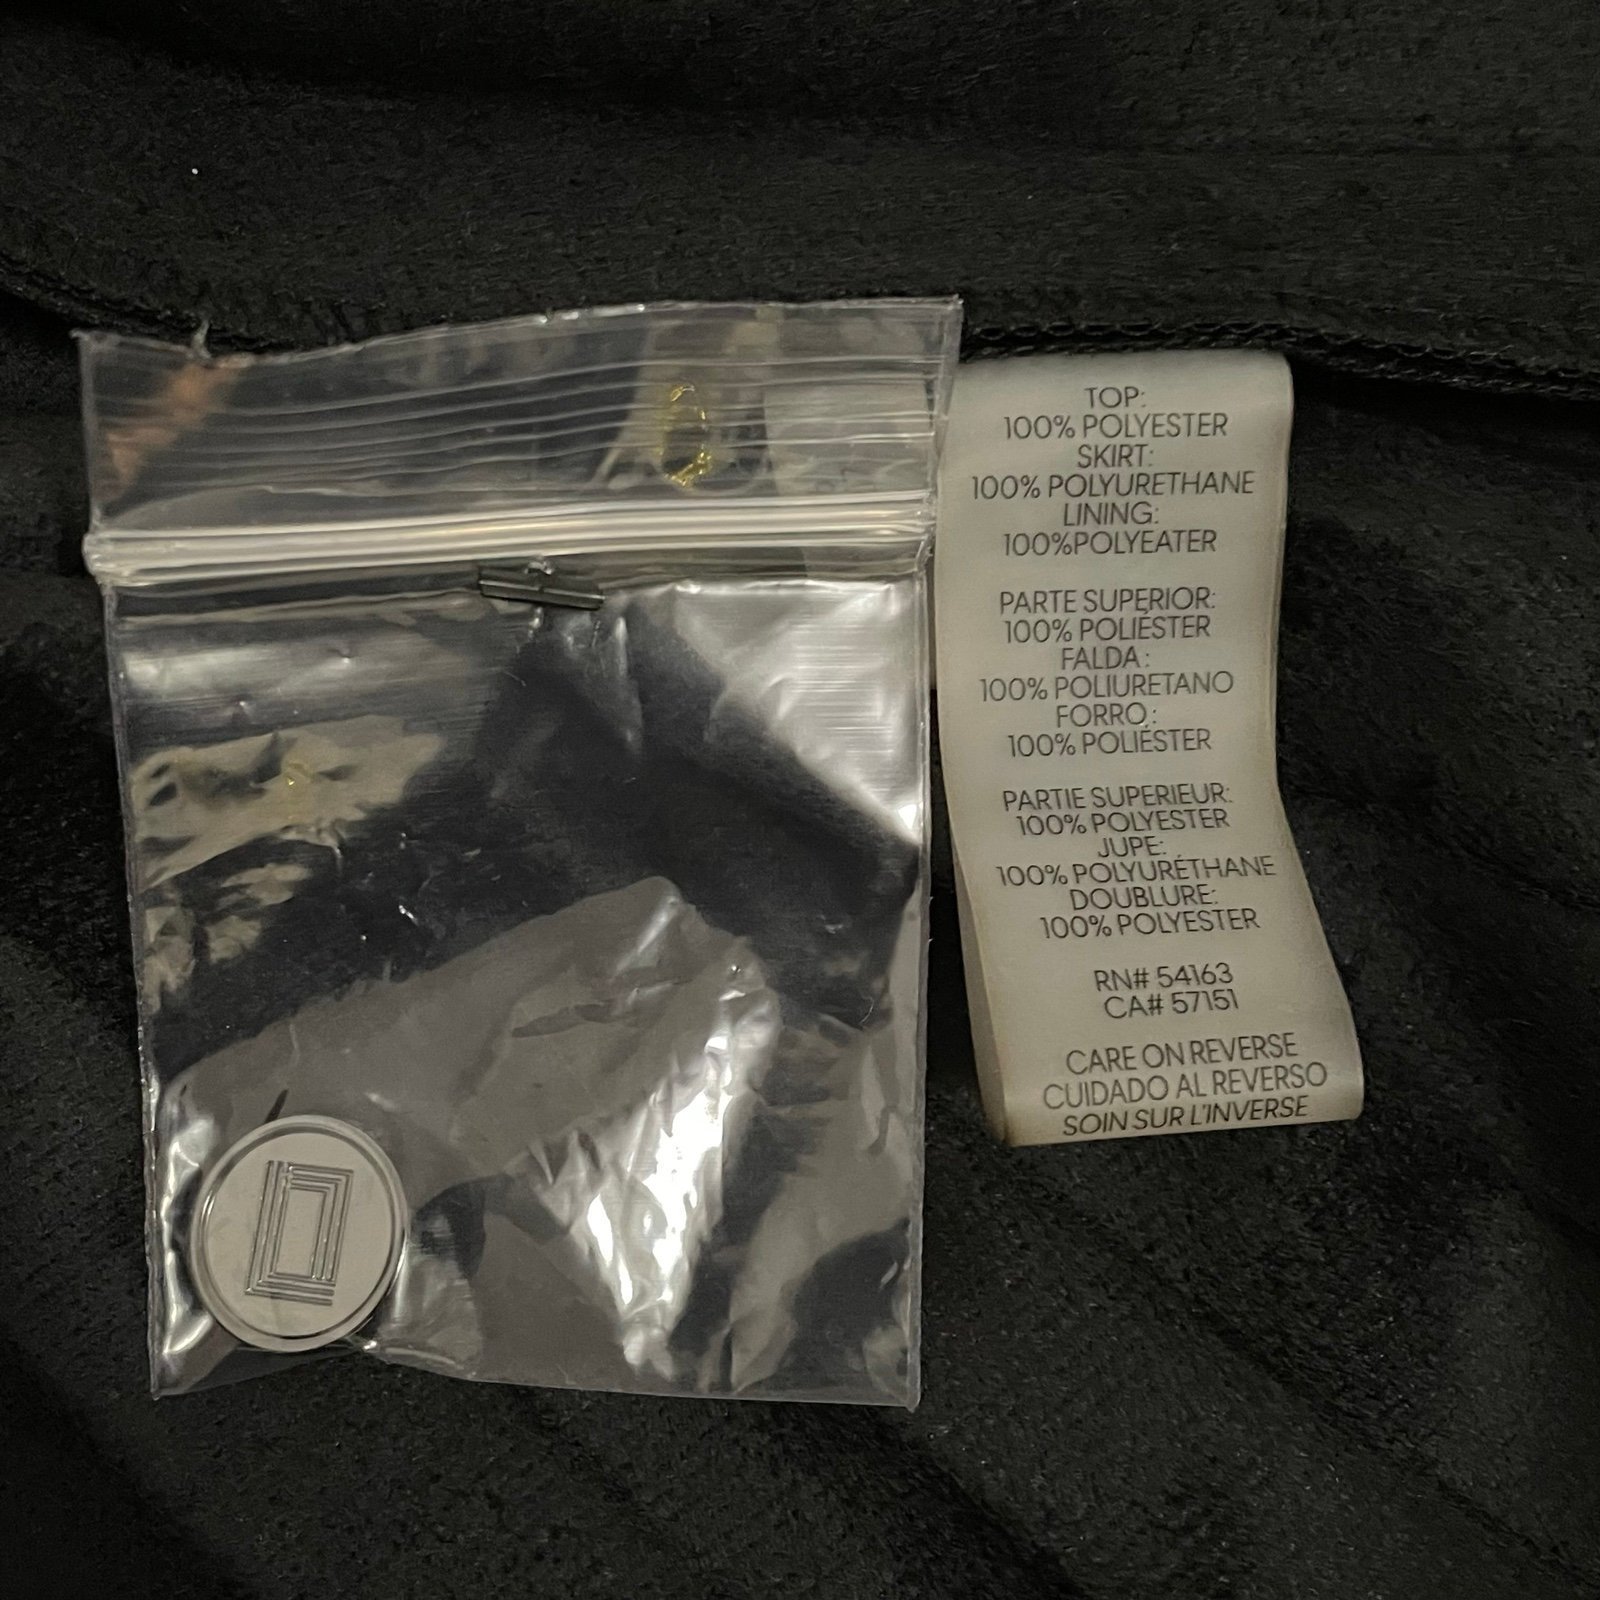 TOP:
100% POLYESTER
SKIRT:
100% POLYURETHANE
LINING:
100%POLYEATER
PARTE SUPERIOR:
100% POLIÉSTER
FALDA:
100% POLIURETANO
FORRO:
100% POLIÉSTER
PARTIE SUPERIEUR:
100% POLYESTER
JUPE:
100% POLYURÉTHANE
DOUBLURE:
100% POLYESTER
RN# 54163
CA# 57151
CARE ON REVERSE
CUIDADO AL REVERSO
SOIN SUR L'INVERSE